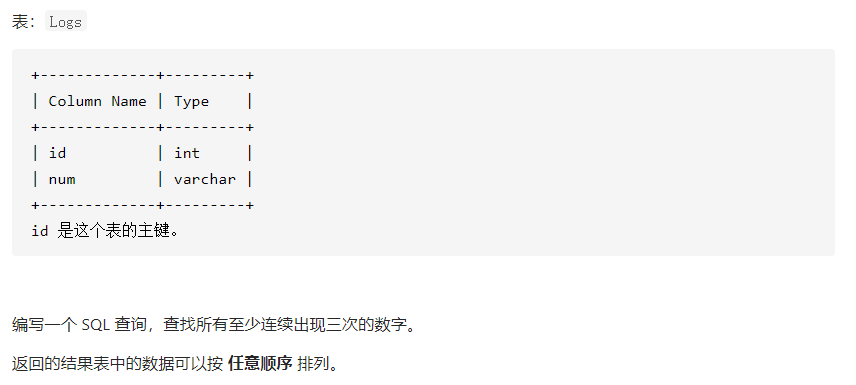 表：Logs
+-------------+---------+
| Column Name | Type    |
+-------------+---------+
| id          | int     |
| num         | varchar |
+-------------+---------+
id 是这个表的主键。
编写一个 SQL 查询，查找所有至少连续出现三次的数字。
返回的结果表中的数据可以按 任意顺序 排列。